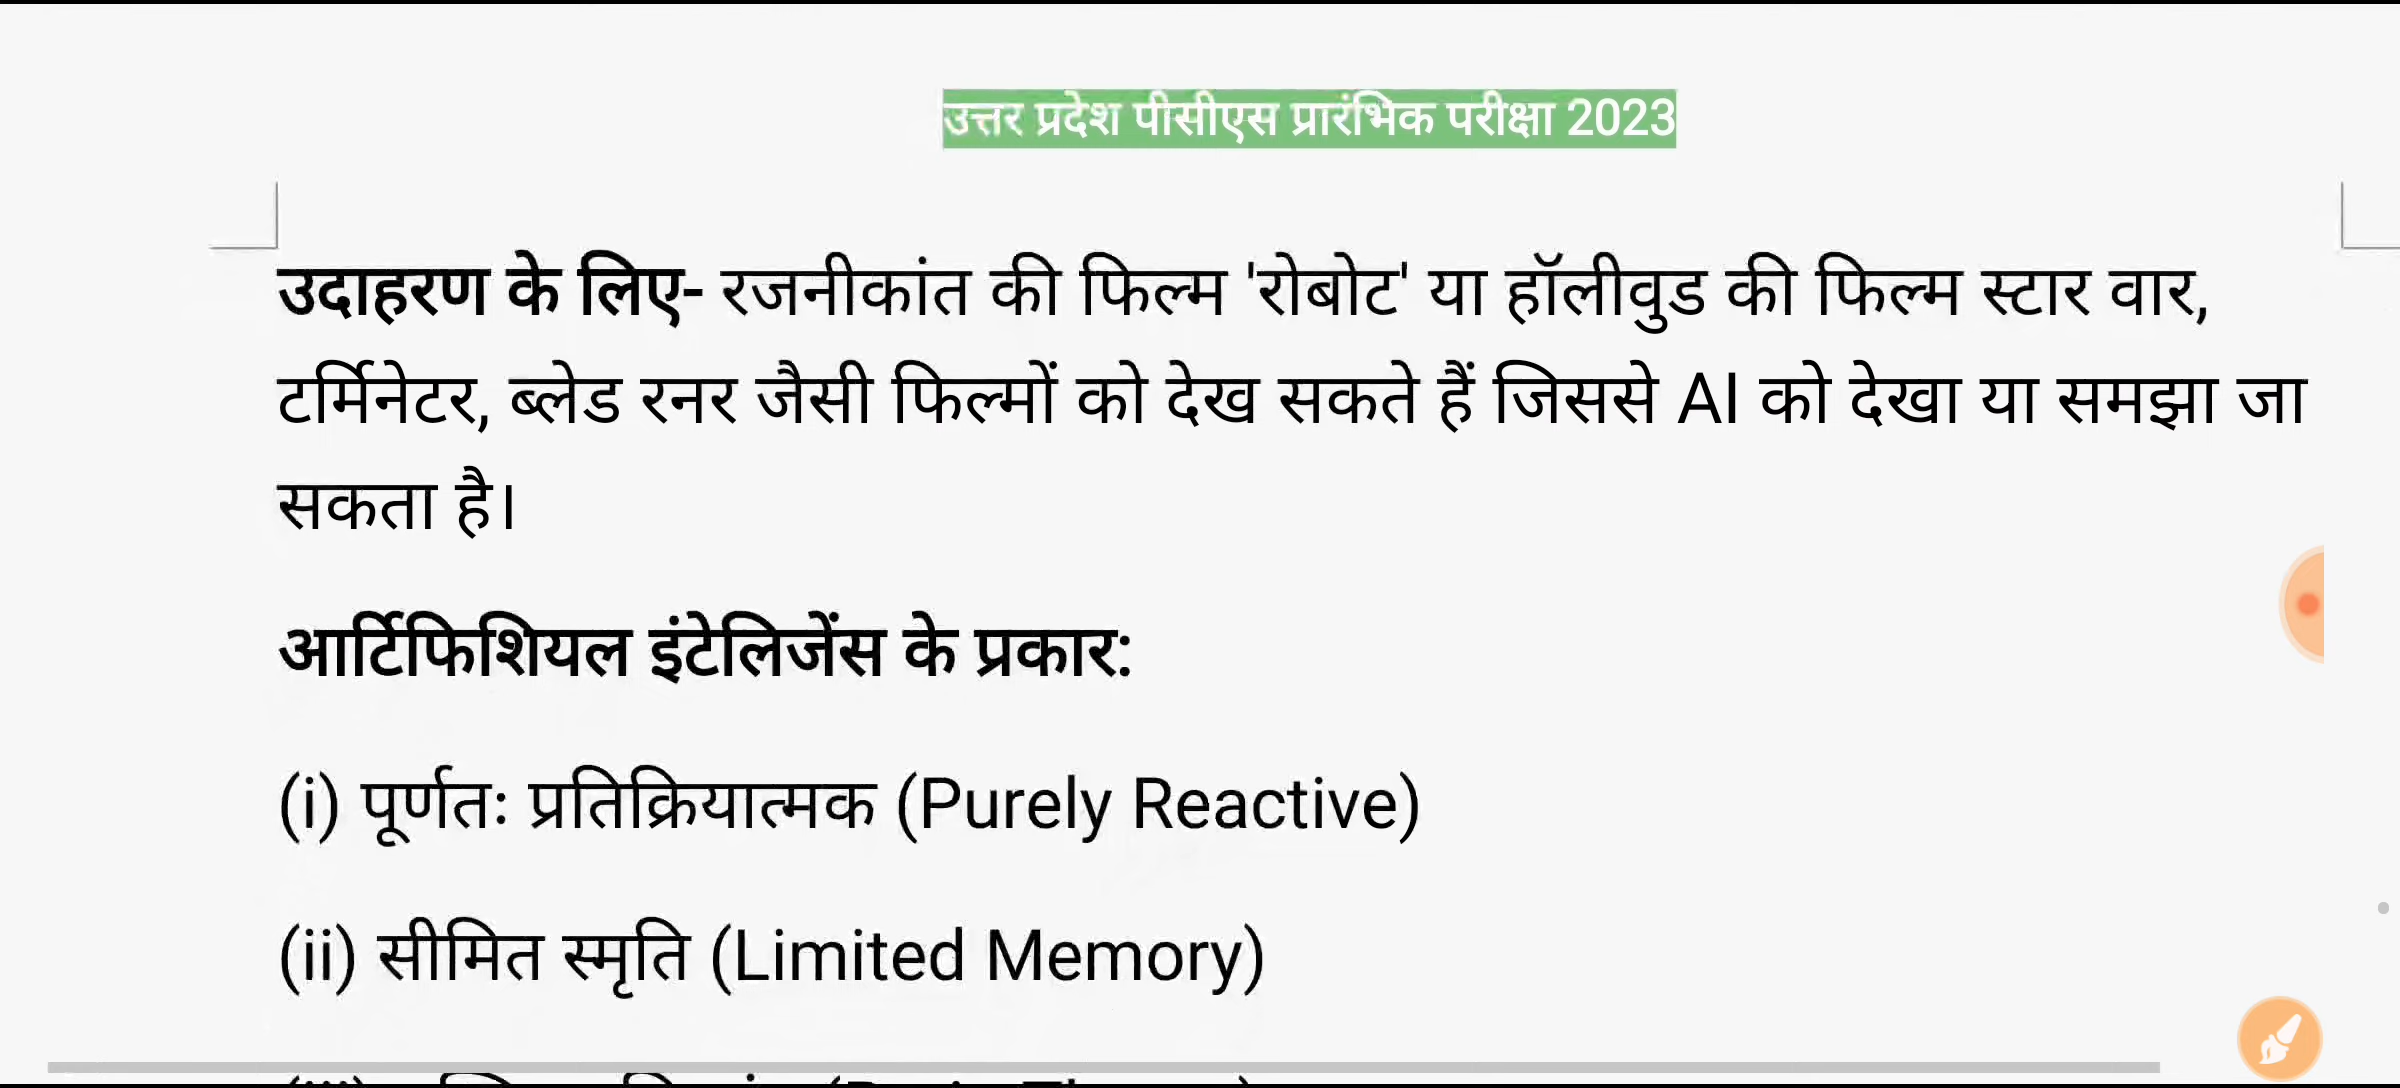 उत्तर प्रदेश पीसीएस प्रारंभिक परीक्षा 2023
उदाहरण के लिए- रजनीकांत की फिल्म 'रोबोट' या हॉलीवुड की फिल्म स्टार वार,
टर्मिनेटर, ब्लेड रनर जैसी फिल्मों को देख सकते हैं जिससे AI को देखा या समझा जा
सकता है।
आर्टिफिशियल इंटेलिजेंस के प्रकार:
(i) पूर्णतः प्रतिक्रियात्मक (Purely Reactive)
(ii) सीमित स्मृति (Limited Memory)